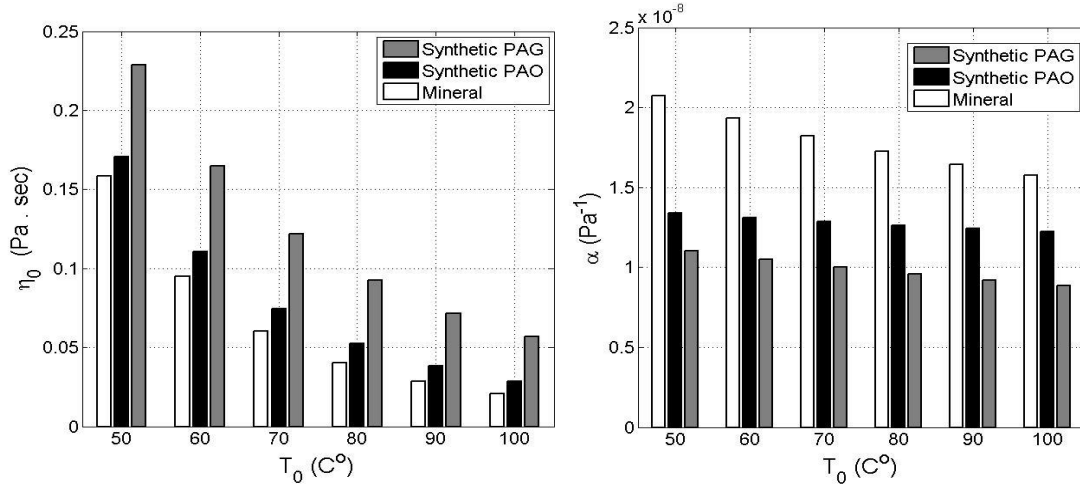 0.25
0.2
0.15
0.1
0.05
0
η₀ (Pa . sec)
Synthetic PAG
Synthetic PAO
Mineral
50 60 70 80 90 100
T₀ (C°)
x 10⁻⁸
2.5
2
1.5
1
0.5
0
α (Pa⁻¹)
Synthetic PAG
Synthetic PAO
Mineral
50 60 70 80 90 100
T₀ (C°)